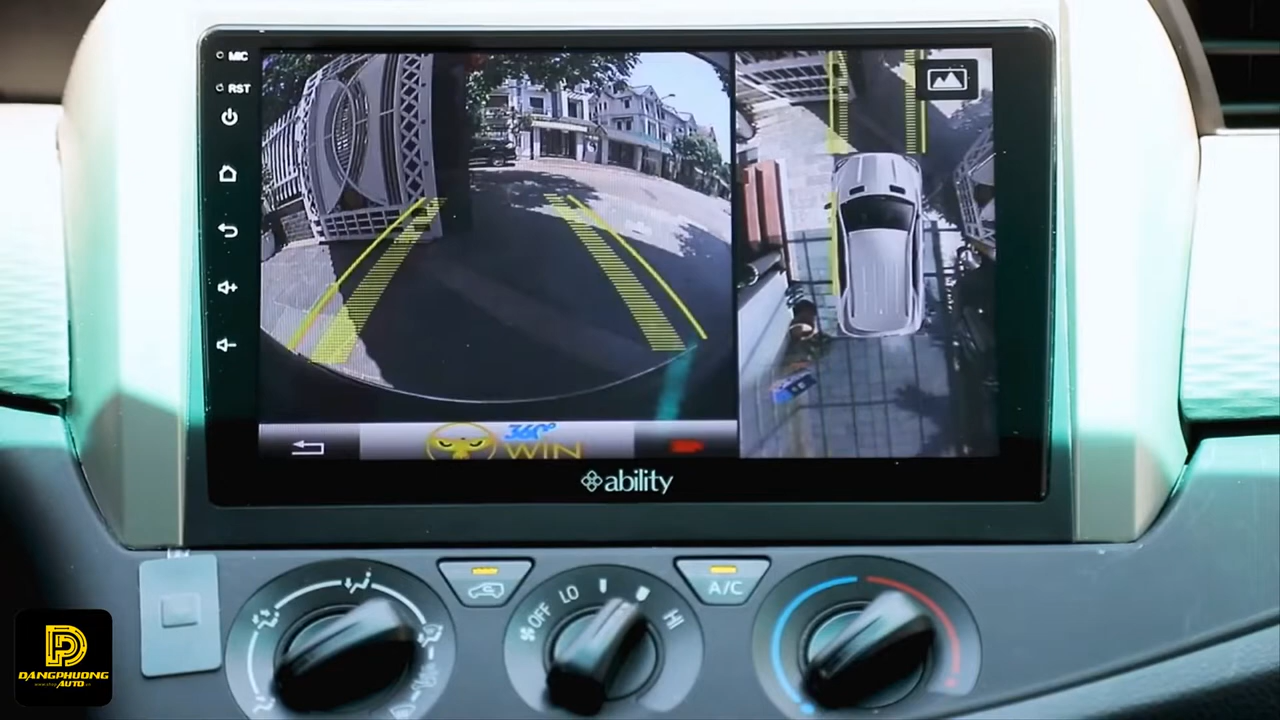 MIC
RST
360°
WIN
ability
OFF
LO
HI
A/C
DANGPHUONG
AUTO